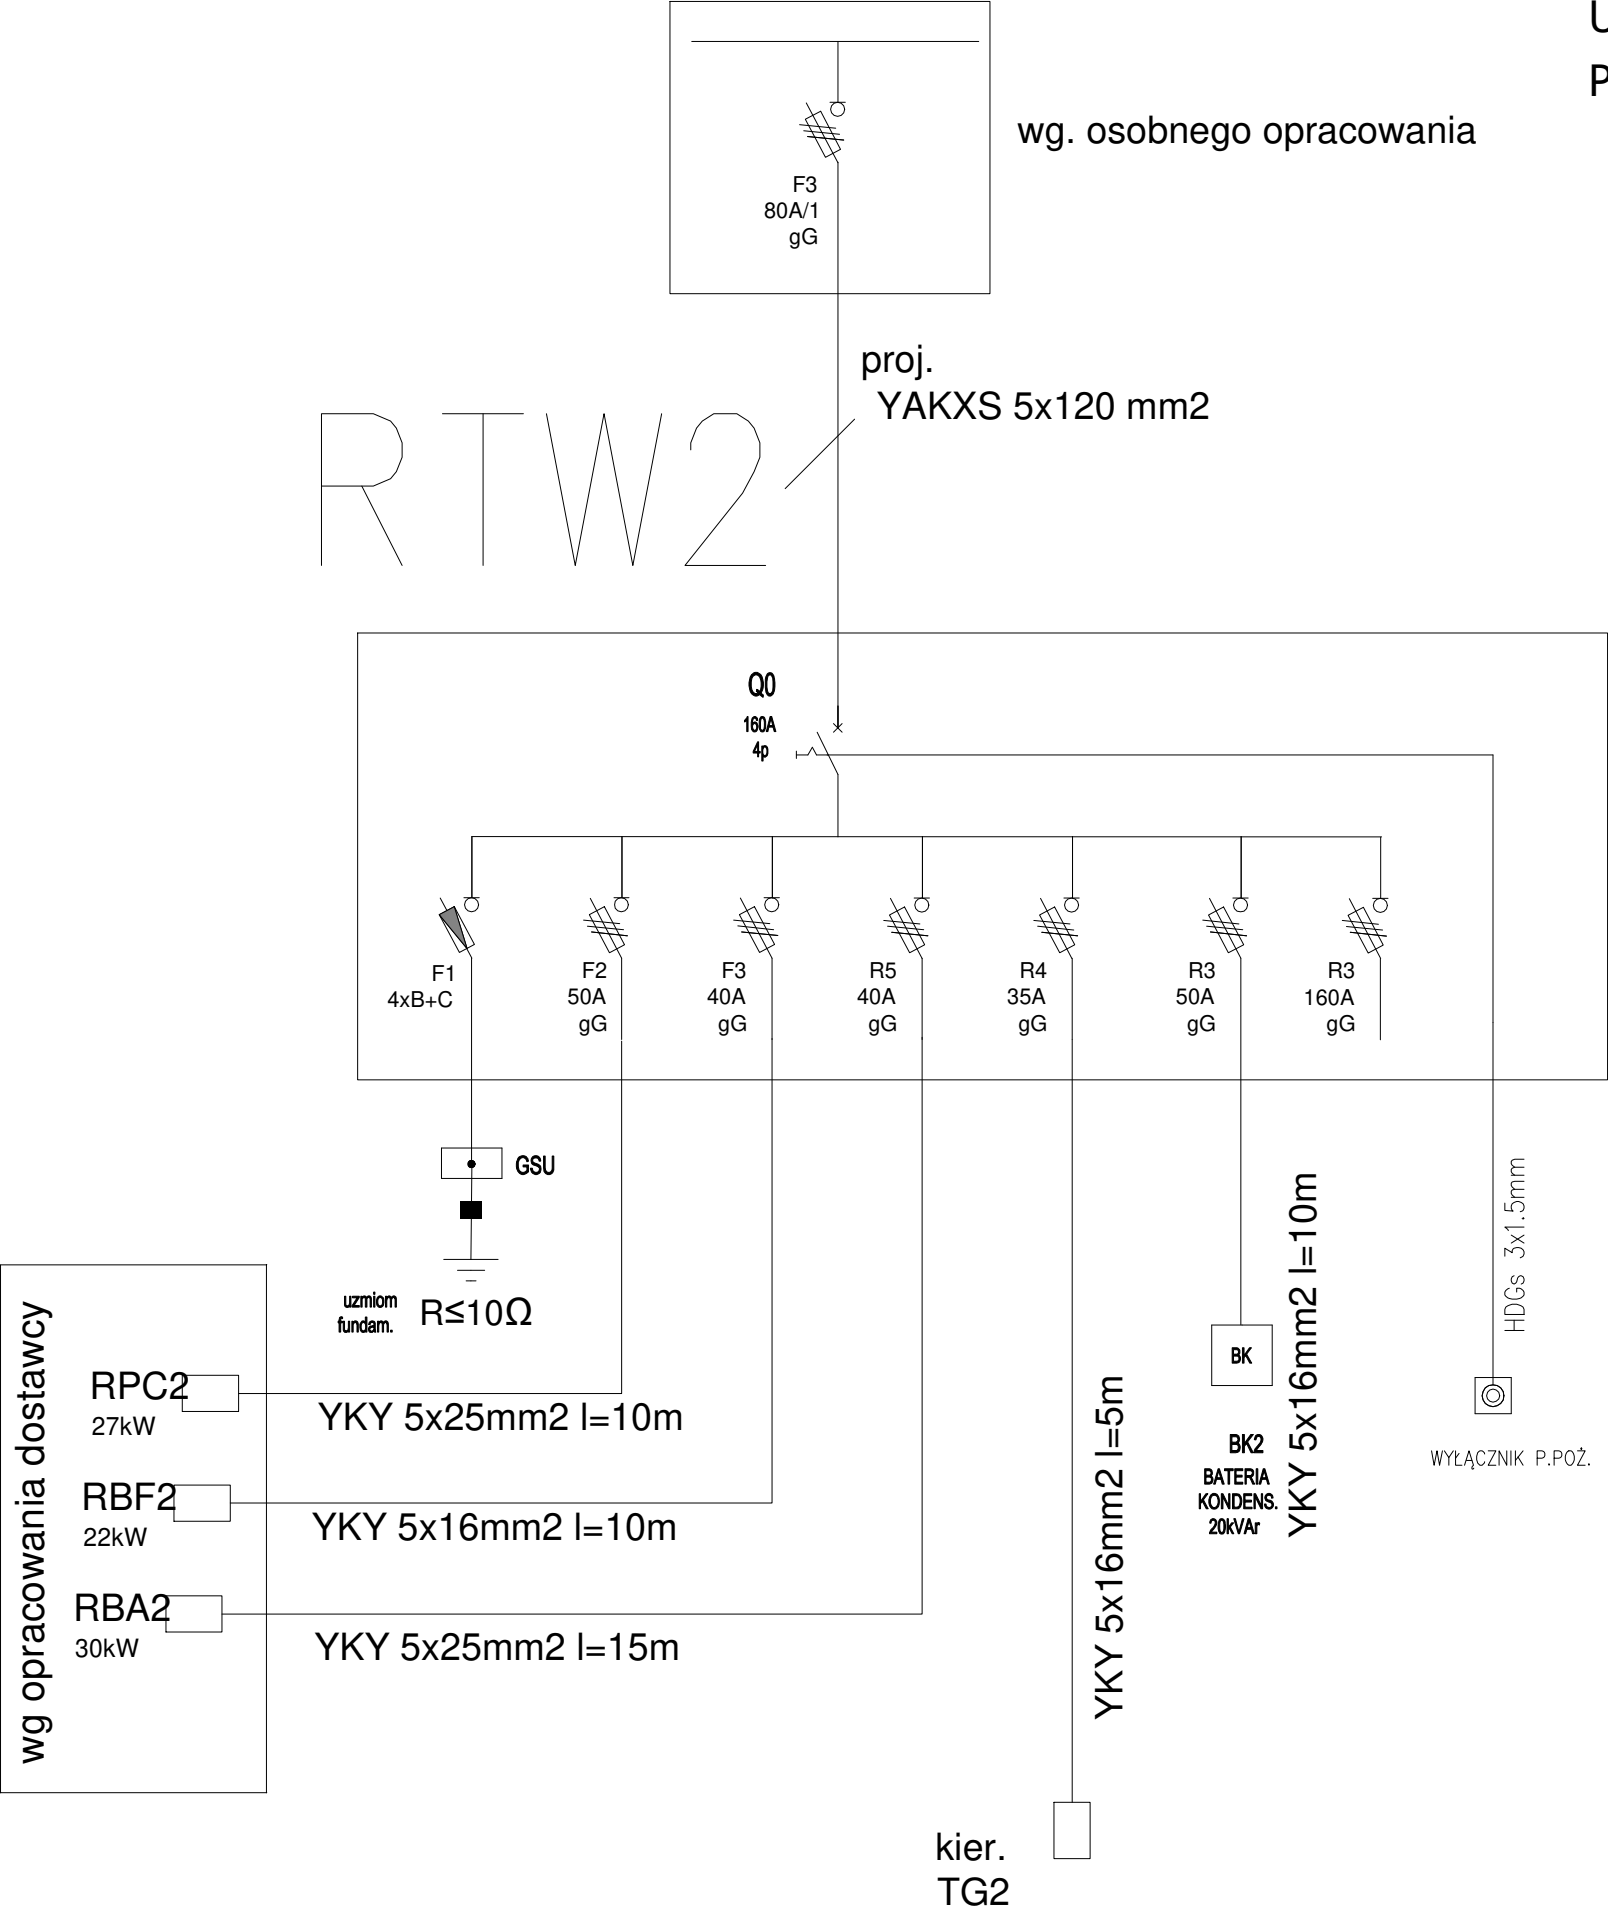 U
P
wg. osobnego opracowania
F3
80A/1
gG
proj.
YAKXS 5x120 mm2
RTW2
Q0
160A
4p
F1
4xB+C
F2
50A
gG
F3
40A
gG
R5
40A
gG
R4
35A
gG
R3
50A
gG
R3
160A
gG
GSU
uzmiom
fundam.
R≤10Ω
wg opracowania dostawcy
RPC2
27kW
YKY 5x25mm2 l=10m
RBF2
22kW
YKY 5x16mm2 l=10m
RBA2
30kW
YKY 5x25mm2 l=15m
YKY 5x16mm2 l=5m
kier.
TG2
BK
BK2
BATERIA
KONDENS.
20kVAr
YKY 5x16mm2 l=10m
HDGs 3x1.5mm
WYŁĄCZNIK P.POŻ.